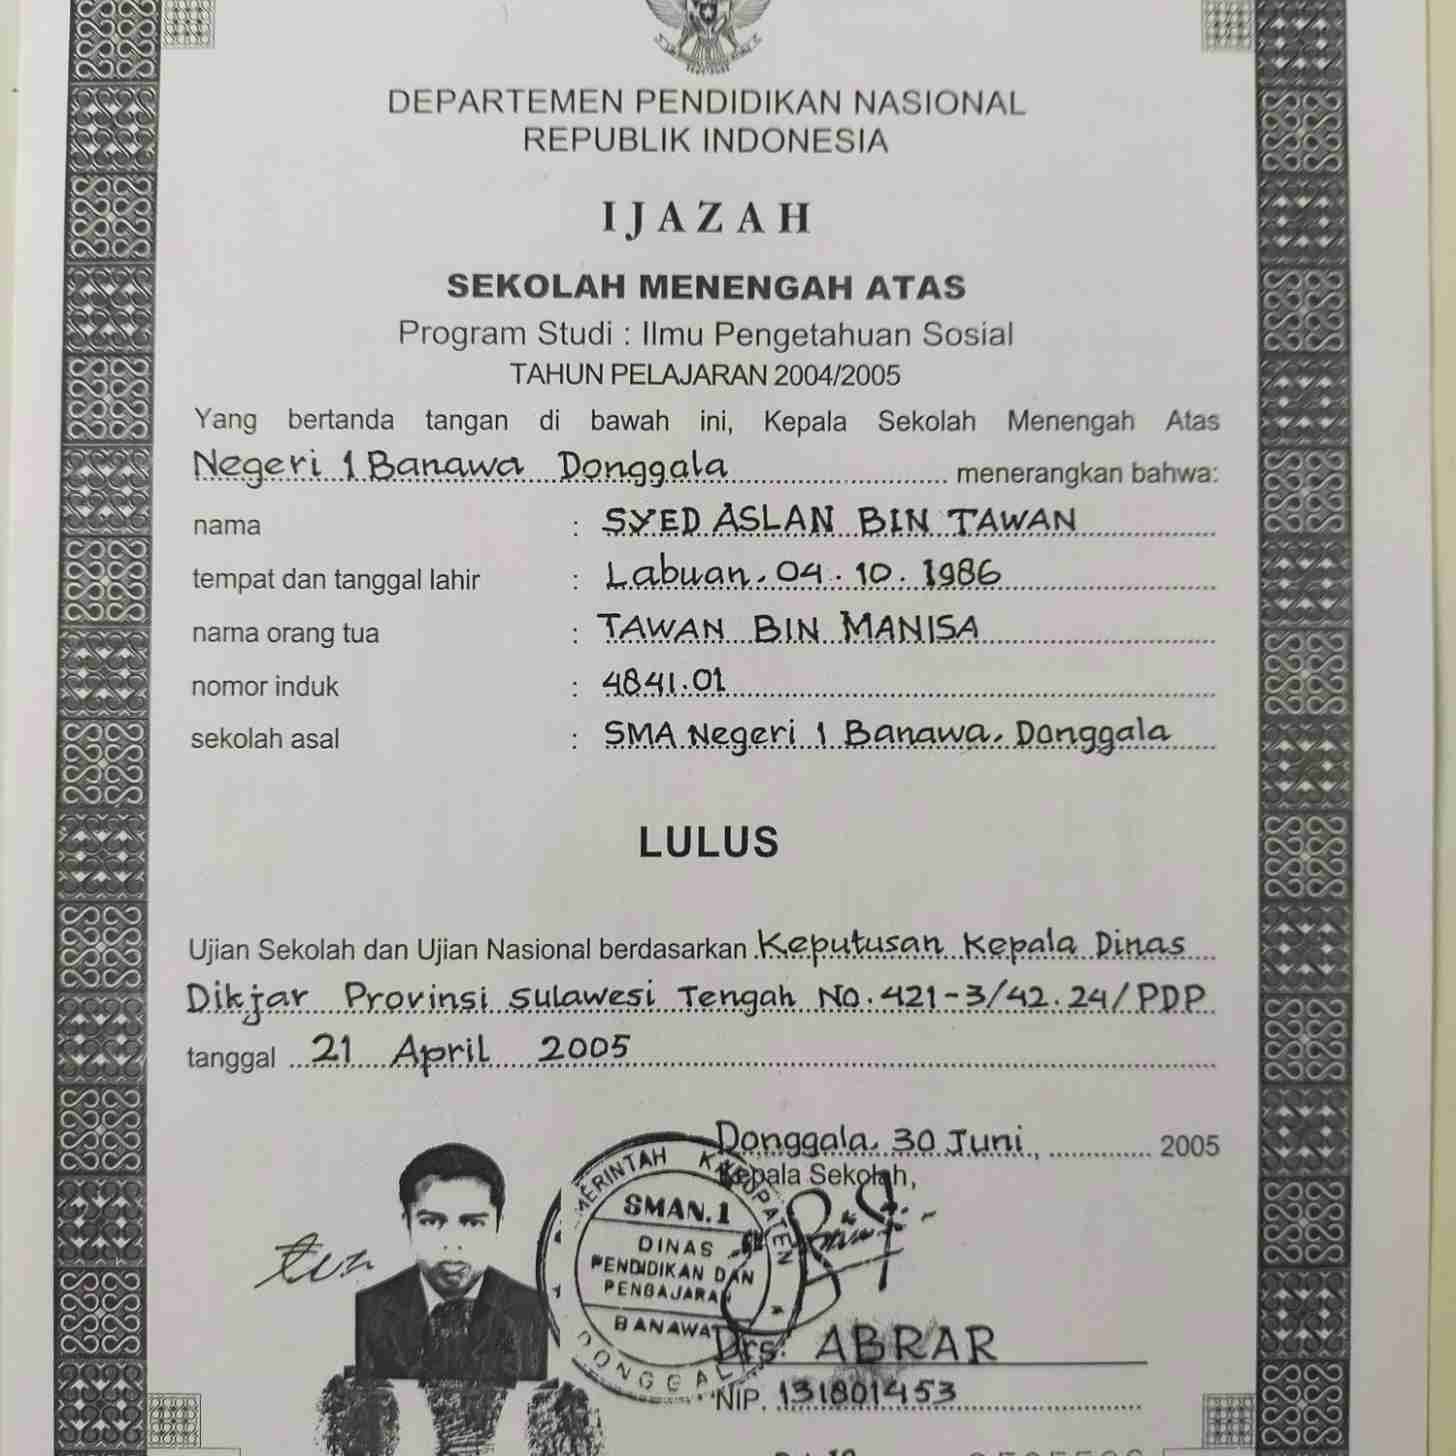 DEPARTEMEN PENDIDIKAN NASIONAL
REPUBLIK INDONESIA
IJAZAH
SEKOLAH MENENGAH ATAS
Program Studi : Ilmu Pengetahuan Sosial
TAHUN PELAJARAN 2004/2005
Yang bertanda tangan di bawah ini, Kepala Sekolah Menengah Atas
Negeri 1 Banawa Donggala menerangkan bahwa:
nama : SYED ASLAN BIN TAWAN
tempat dan tanggal lahir : Labuan, 04.10.1986
nama orang tua : TAWAN BIN MANISA
nomor induk : 4841.01
sekolah asal : SMA Negeri 1 Banawa, Donggala
LULUS
Ujian Sekolah dan Ujian Nasional berdasarkan Keputusan Kepala Dinas
Dikjar Provinsi Sulawesi Tengah No. 421-3/42.24/PDP
tanggal 21 April 2005
Donggala, 30 Juni, 2005
Kepala Sekolah,
MERINTAH KABUPATEN
SMAN.1
DINAS
PENDIDIKAN DAN
PENGAJARAN
BANAWA
DONGGALA
Drs. ABRAR
NIP. 131801453